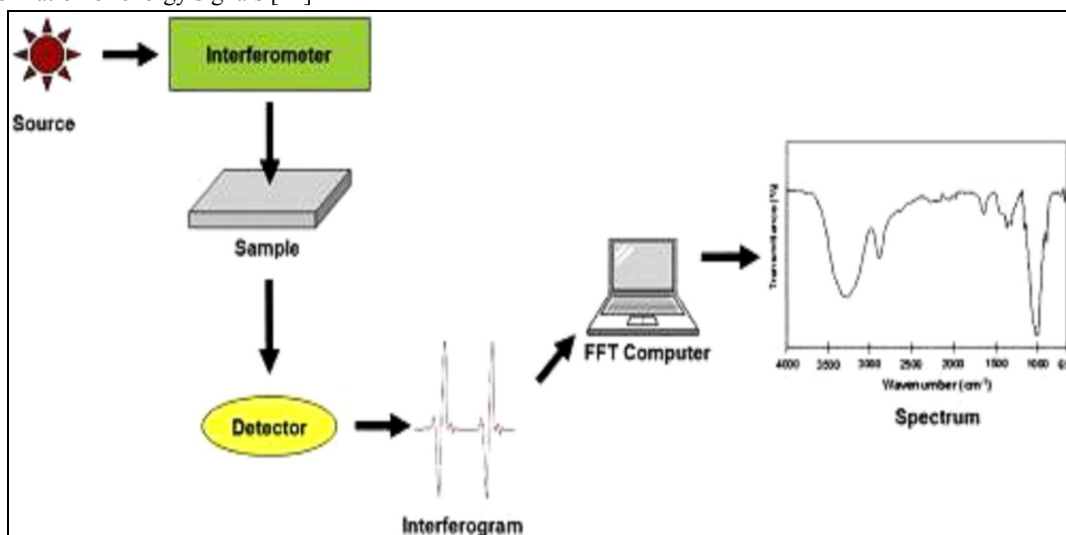 Interferometer
Source
Sample
Detector
Interferogram
FFT Computer
4000 3500 3000 2500 2000 1500 1000
Wavenumber (cm⁻¹)
Spectrum